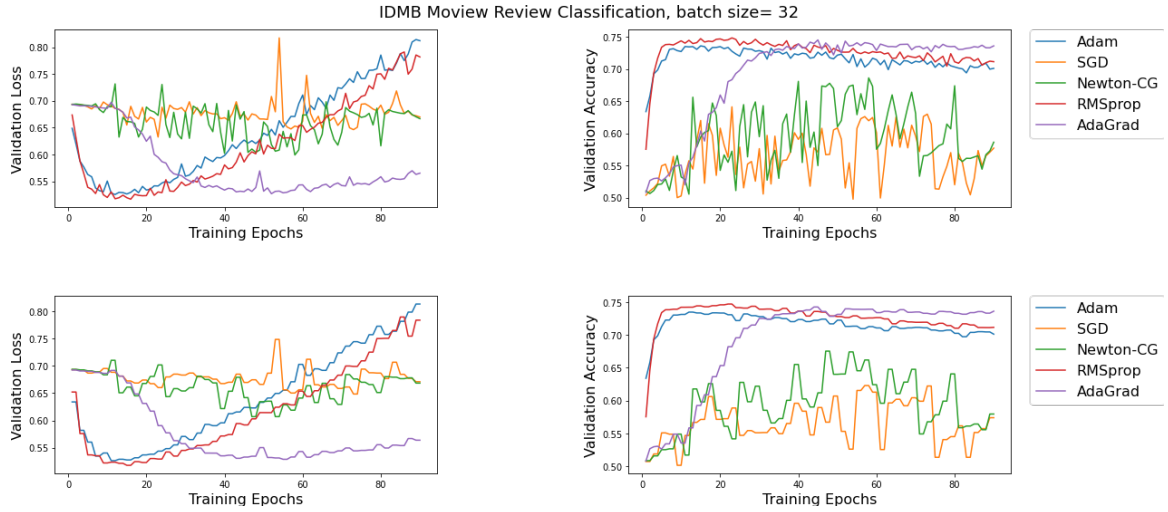 IDMB Moview Review Classification, batch size= 32
Validation Loss
0.80
0.75
0.70
0.65
0.60
0.55
0 20 40 60 80
Training Epochs
Validation Accuracy
0.75
0.70
0.65
0.60
0.55
0.50
0 20 40 60 80
Training Epochs
Adam
SGD
Newton-CG
RMSprop
AdaGrad
Validation Loss
0.80
0.75
0.70
0.65
0.60
0.55
0 20 40 60 80
Training Epochs
Validation Accuracy
0.75
0.70
0.65
0.60
0.55
0.50
0 20 40 60 80
Training Epochs
Adam
SGD
Newton-CG
RMSprop
AdaGrad